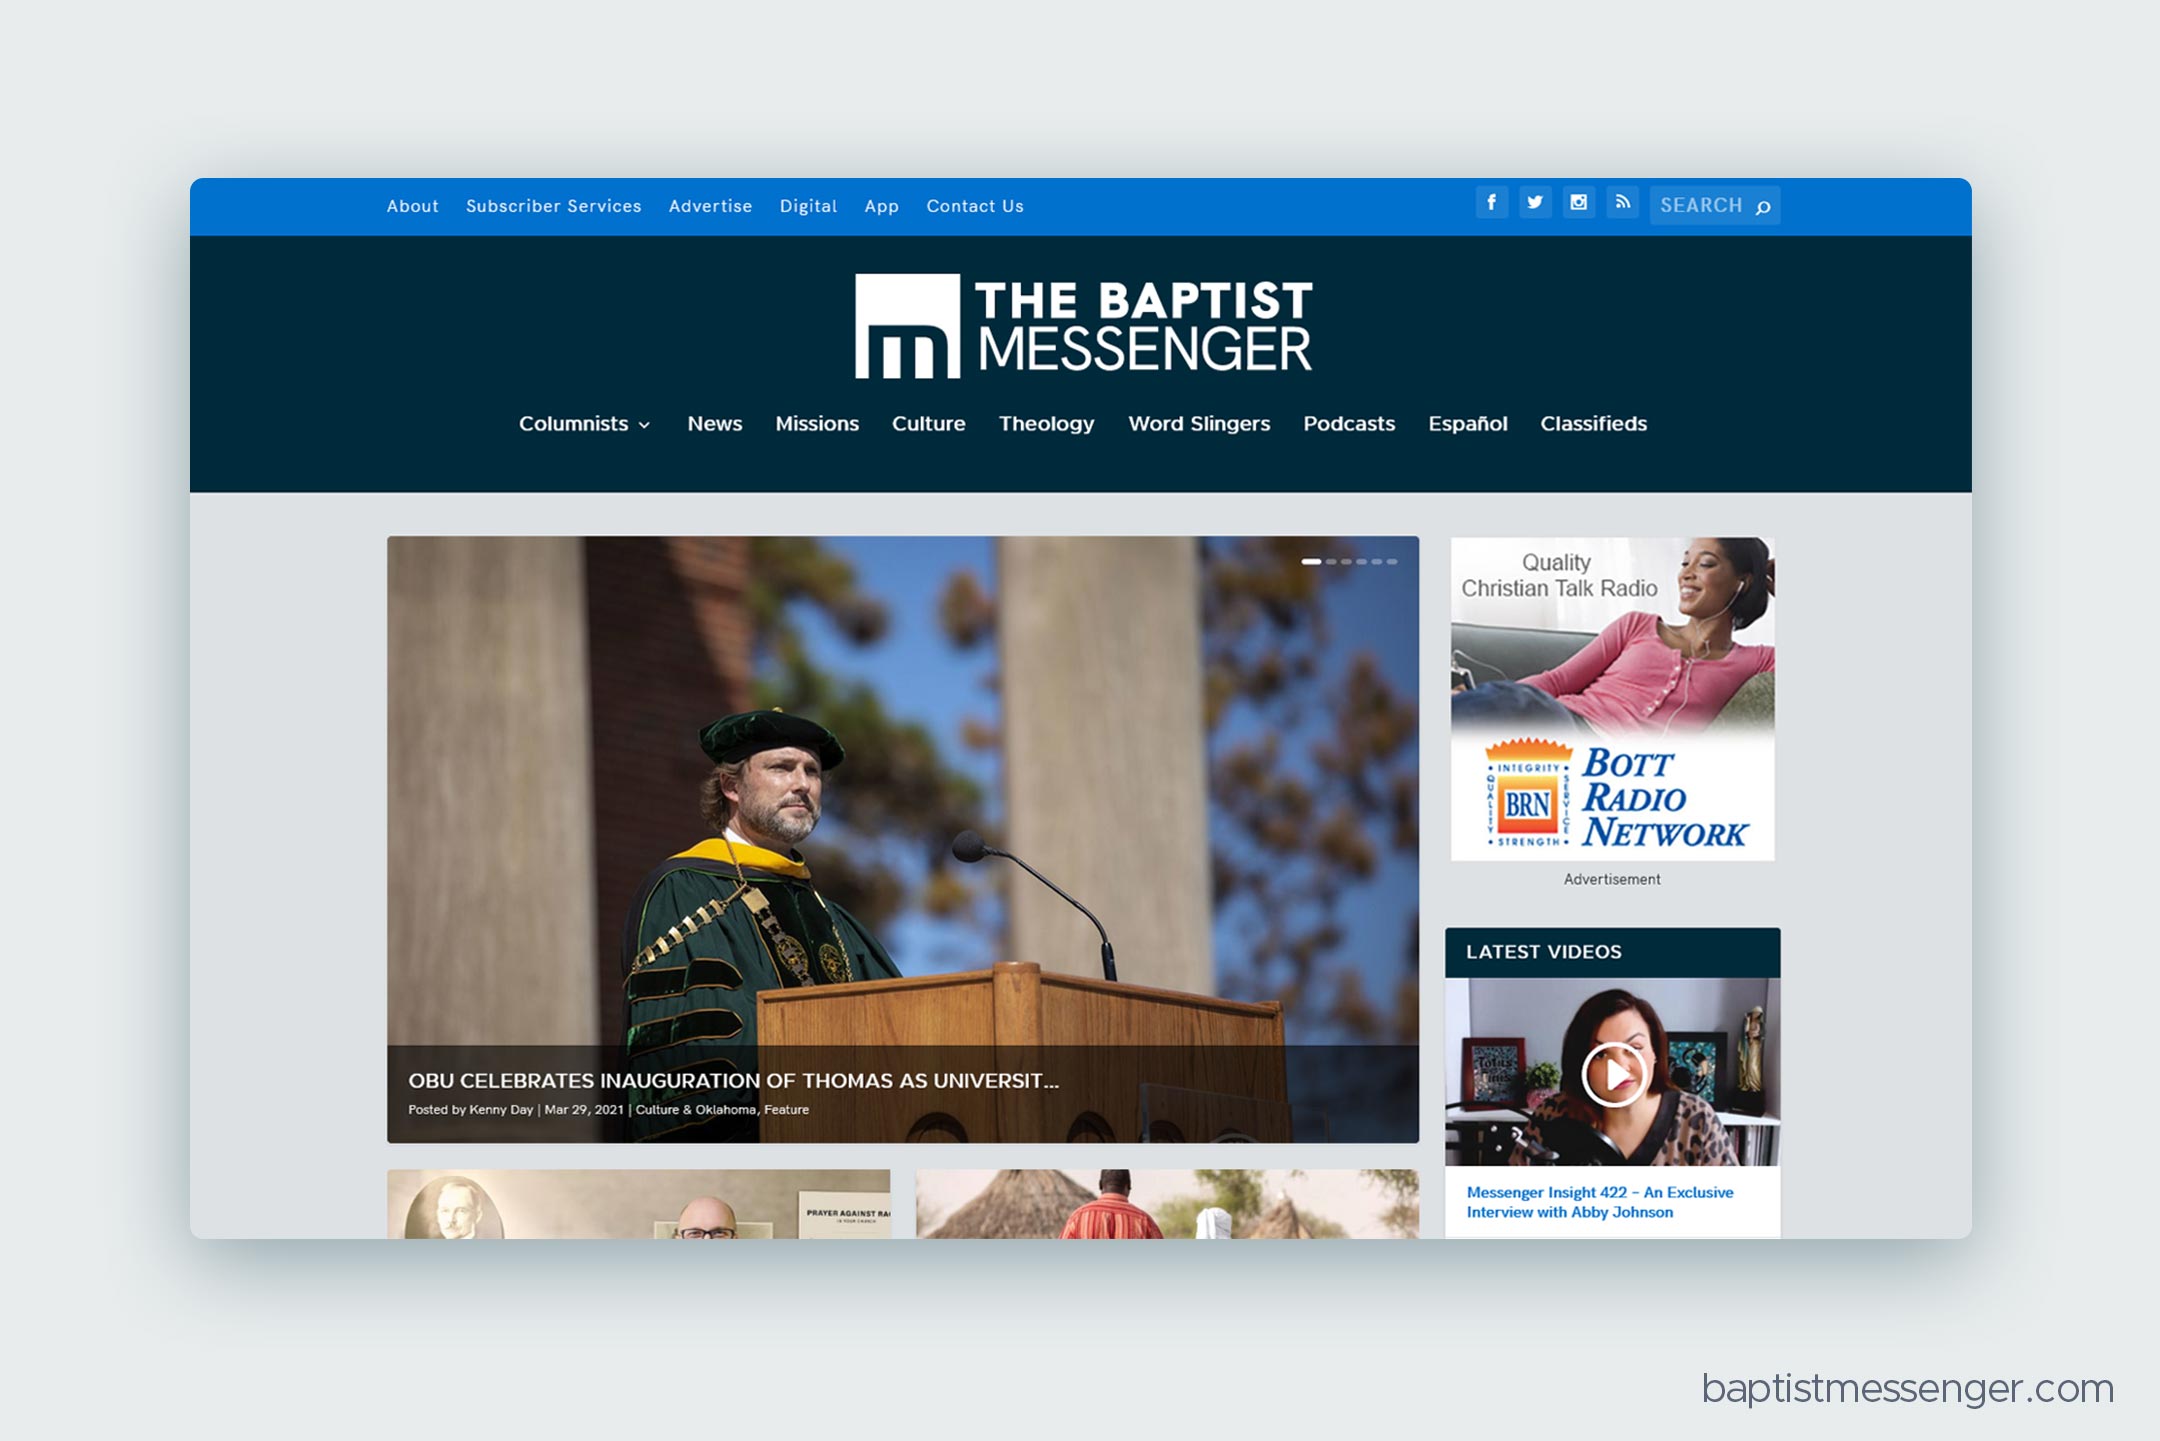 About Subscriber Services Advertise Digital App Contact Us
SEARCH
THE BAPTIST
MESSENGER
Columnists News Missions Culture Theology Word Slingers Podcasts Español Classifieds
OBU CELEBRATES INAUGURATION OF THOMAS AS UNIVERSIT...
Posted by Kenny Day | Mar 29, 2021 | Culture & Oklahoma, Feature
PRAYER AGAINST RA
IN YOUR CHURCH
Quality
Christian Talk Radio
INTEGRITY
QUALITY
SERVICE
STRENGTH
BRN
BOTT
RADIO
NETWORK
Advertisement
LATEST VIDEOS
Messenger Insight 422 – An Exclusive
Interview with Abby Johnson
baptistmessenger.com